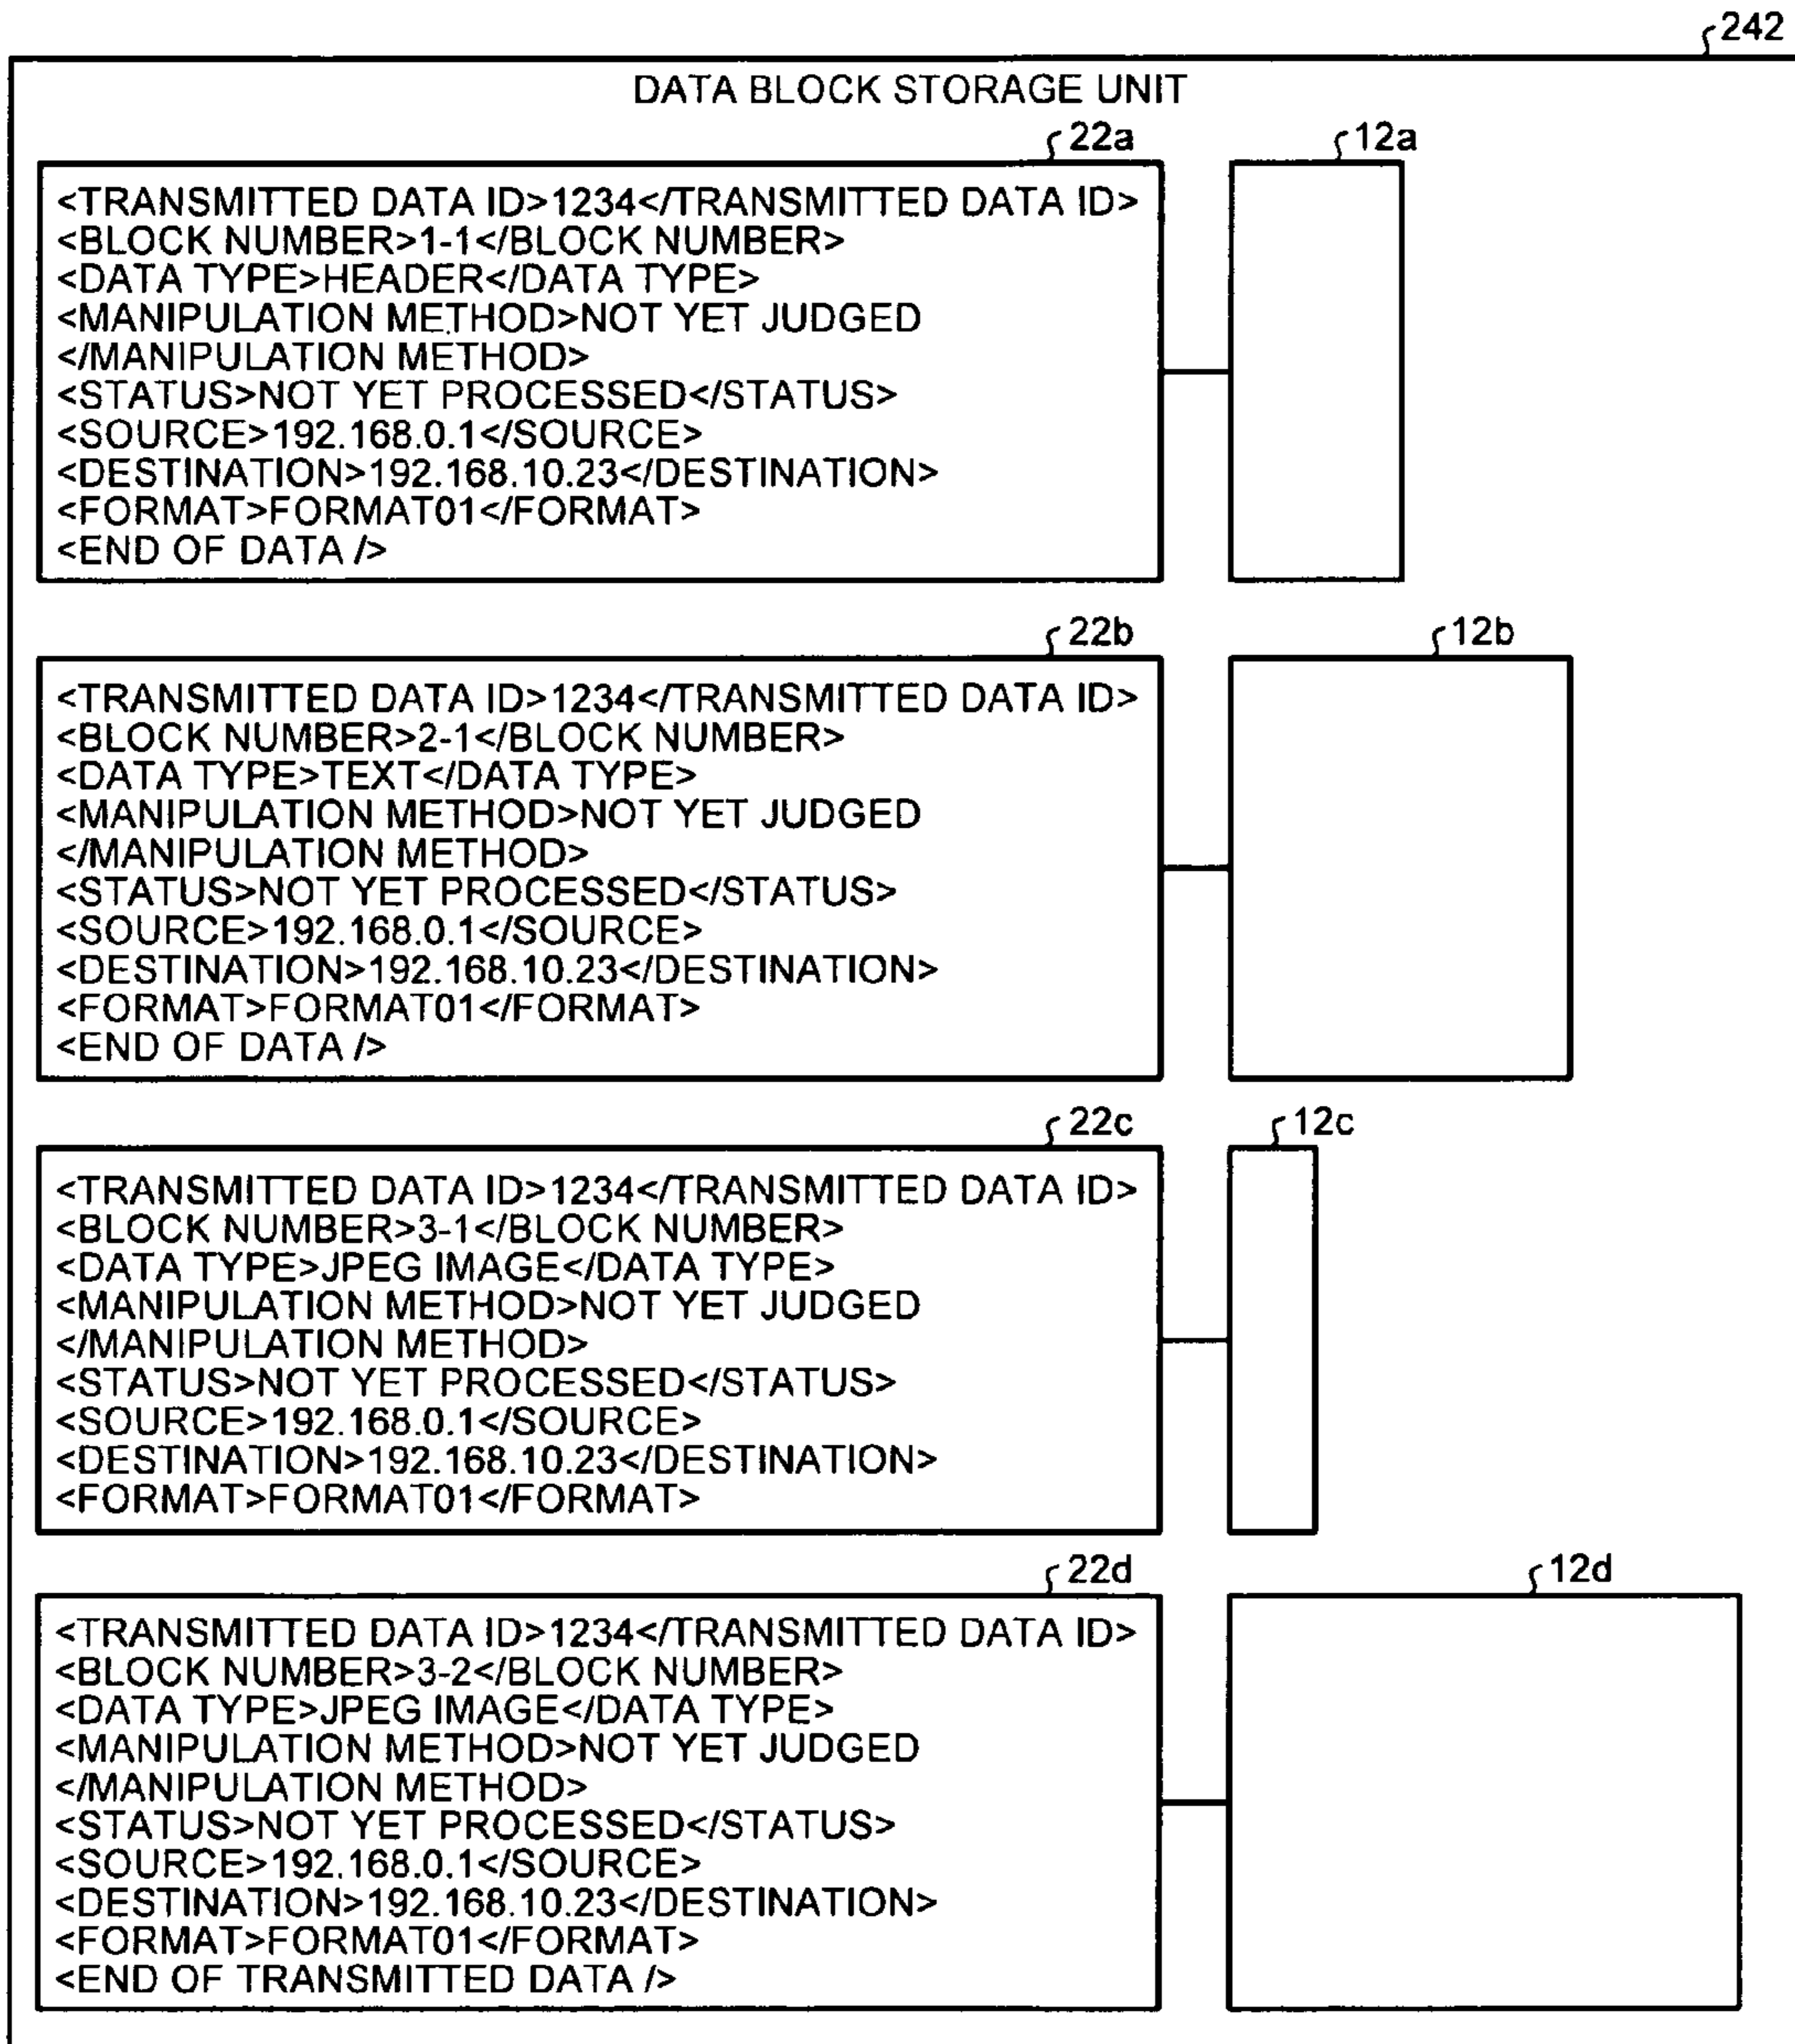 242
DATA BLOCK STORAGE UNIT
22a
12a
<TRANSMITTED DATA ID>1234</TRANSMITTED DATA ID>
<BLOCK NUMBER>1-1</BLOCK NUMBER>
<DATA TYPE>HEADER</DATA TYPE>
<MANIPULATION METHOD>NOT YET JUDGED
</MANIPULATION METHOD>
<STATUS>NOT YET PROCESSED</STATUS>
<SOURCE>192.168.0.1</SOURCE>
<DESTINATION>192.168.10.23</DESTINATION>
<FORMAT>FORMAT01</FORMAT>
<END OF DATA />
22b
12b
<TRANSMITTED DATA ID>1234</TRANSMITTED DATA ID>
<BLOCK NUMBER>2-1</BLOCK NUMBER>
<DATA TYPE>TEXT</DATA TYPE>
<MANIPULATION METHOD>NOT YET JUDGED
</MANIPULATION METHOD>
<STATUS>NOT YET PROCESSED</STATUS>
<SOURCE>192.168.0.1</SOURCE>
<DESTINATION>192.168.10.23</DESTINATION>
<FORMAT>FORMAT01</FORMAT>
<END OF DATA />
22c
12c
<TRANSMITTED DATA ID>1234</TRANSMITTED DATA ID>
<BLOCK NUMBER>3-1</BLOCK NUMBER>
<DATA TYPE>JPEG IMAGE</DATA TYPE>
<MANIPULATION METHOD>NOT YET JUDGED
</MANIPULATION METHOD>
<STATUS>NOT YET PROCESSED</STATUS>
<SOURCE>192.168.0.1</SOURCE>
<DESTINATION>192.168.10.23</DESTINATION>
<FORMAT>FORMAT01</FORMAT>
22d
12d
<TRANSMITTED DATA ID>1234</TRANSMITTED DATA ID>
<BLOCK NUMBER>3-2</BLOCK NUMBER>
<DATA TYPE>JPEG IMAGE</DATA TYPE>
<MANIPULATION METHOD>NOT YET JUDGED
</MANIPULATION METHOD>
<STATUS>NOT YET PROCESSED</STATUS>
<SOURCE>192.168.0.1</SOURCE>
<DESTINATION>192.168.10.23</DESTINATION>
<FORMAT>FORMAT01</FORMAT>
<END OF TRANSMITTED DATA />